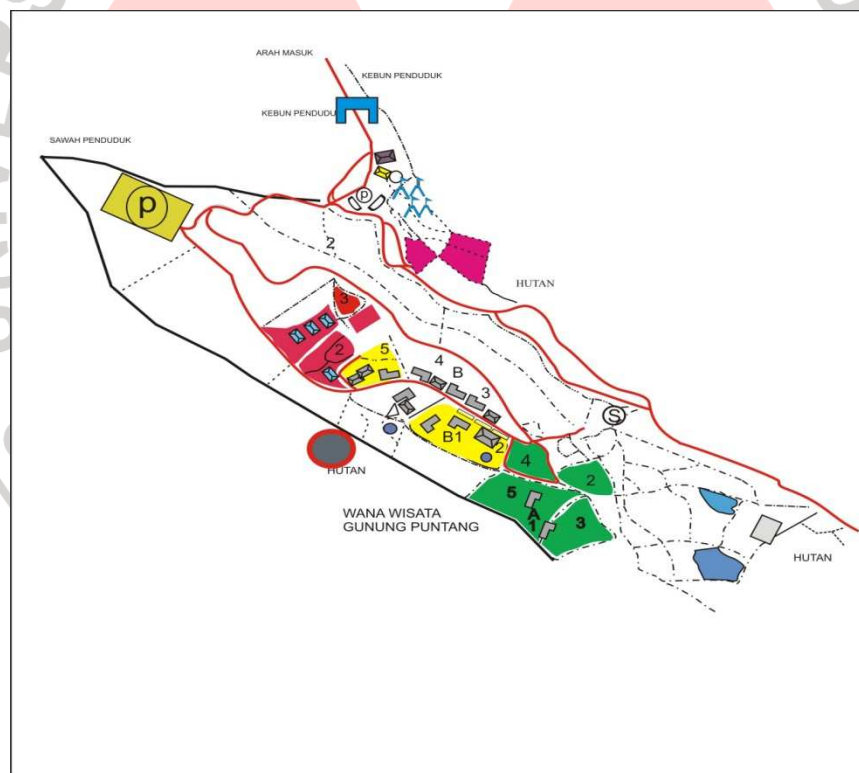 ARAH MASUK
KEBUN PENDUDUK
KEBUN PENDUDU
SAWAH PENDUDUK
P
P
2
HUTAN
3
2
5
4
B
3
B1
2
S
4
2
HUTAN
5
A
1
3
WANA WISATA
GUNUNG PUNTANG
HUTAN